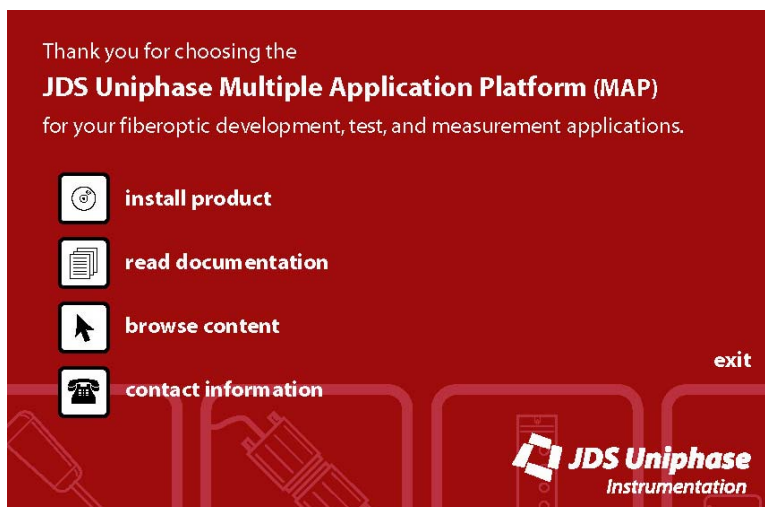 Thank you for choosing the
JDS Uniphase Multiple Application Platform (MAP)
for your fiberoptic development, test, and measurement applications.
install product
read documentation
browse content
exit
contact information
JDS Uniphase
Instrumentation